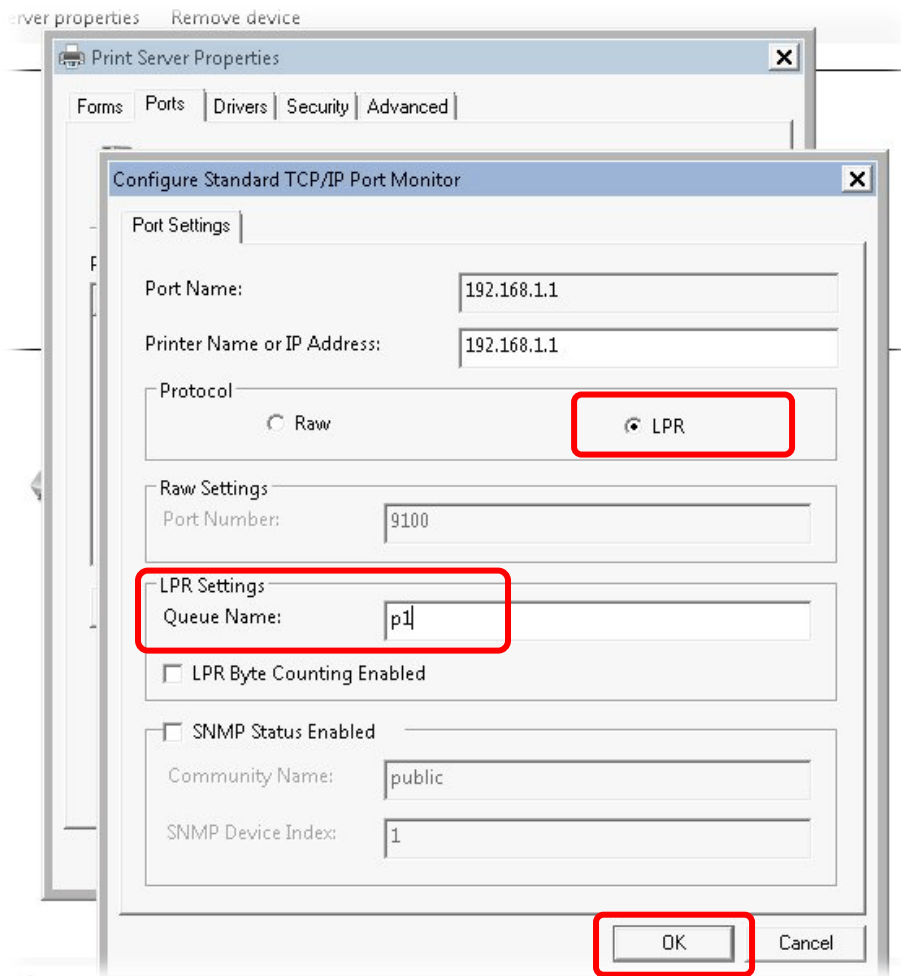 erver properties Remove device
Print Server Properties
Forms Ports Drivers Security Advanced
Configure Standard TCP/IP Port Monitor
Port Settings
Port Name: 192.168.1.1
Printer Name or IP Address: 192.168.1.1
Protocol
Raw LPR
Raw Settings
Port Number: 9100
LPR Settings
Queue Name: p1
LPR Byte Counting Enabled
SNMP Status Enabled
Community Name: public
SNMP Device Index: 1
OK Cancel